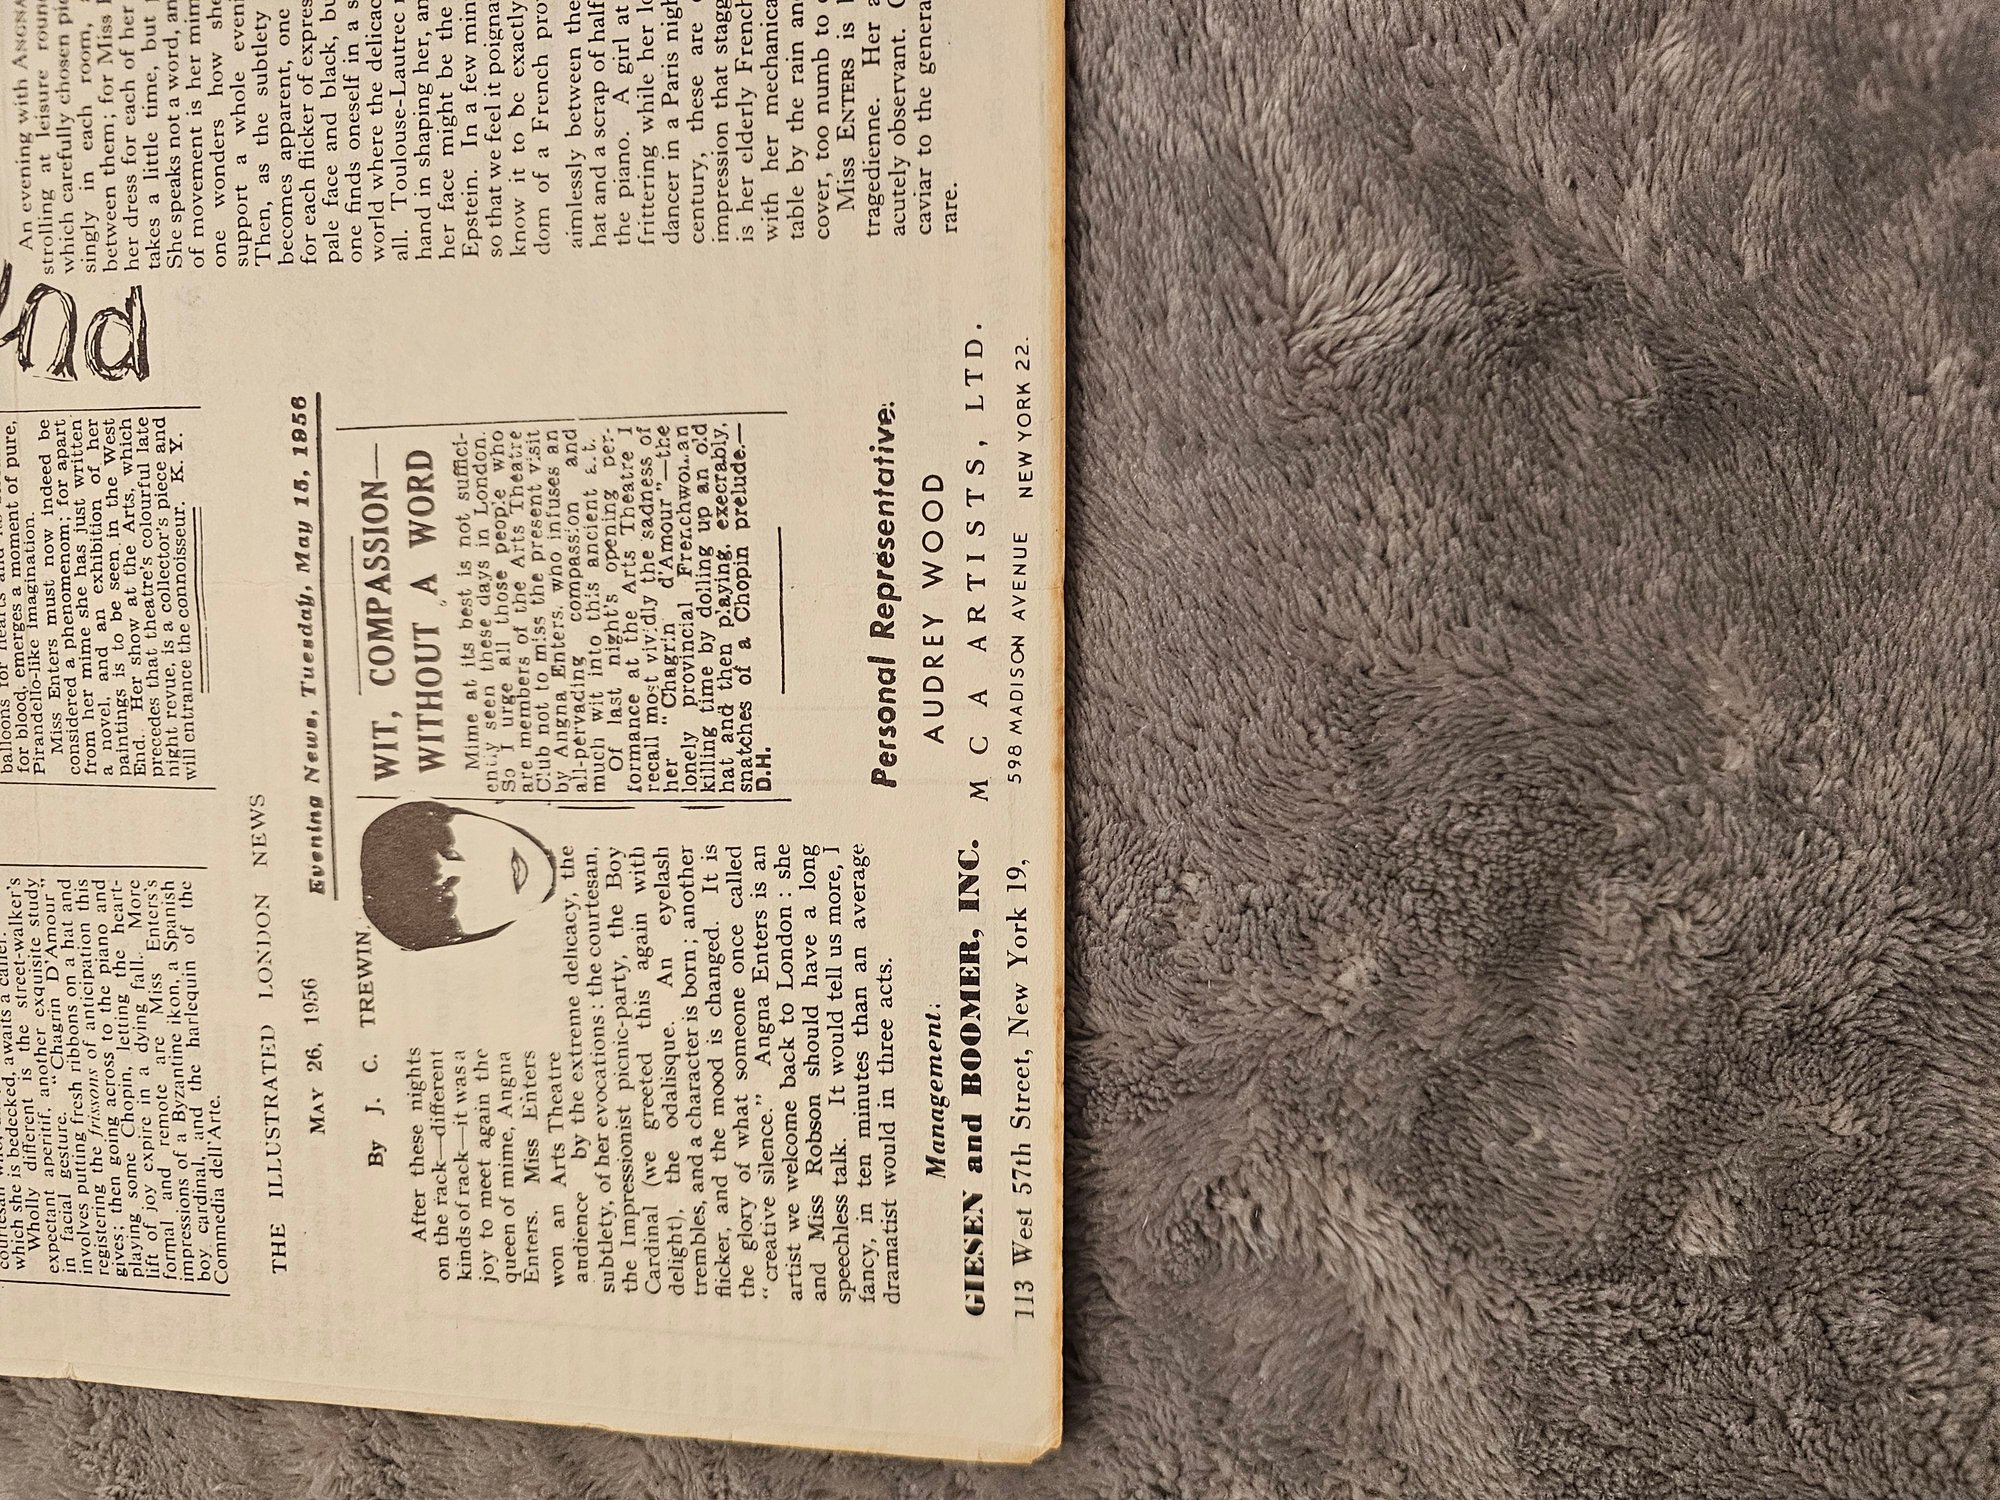 courtesan who,
which she is bedecked, awaits a caller.
Wholly different is the street-walker's
expectant aperitif, another exquisite study
in facial gesture. "Chagrin D'Amour"
involves putting fresh ribbons on a hat and
registering the frissons of anticipation this
gives; then going across to the piano and
playing some Chopin, letting the heart-
lift of joy expire in a dying fall. More
formal and remote are Miss Enters's
impressions of a Byzantine ikon, a Spanish
boy cardinal, and the harlequin of the
Commedia dell'Arte.
THE ILLUSTRATED LONDON NEWS
MAY 26, 1956
By J. C. TREWIN.
After these nights
on the rack—different
kinds of rack—it was a
joy to meet again the
queen of mime, Angna
Enters. Miss Enters
won an Arts Theatre
audience by the extreme delicacy, the
subtlety, of her evocations : the courtesan,
the Impressionist picnic-party, the Boy
Cardinal (we greeted this again with
delight), the odalisque. An eyelash
trembles, and a character is born; another
flicker, and the mood is changed. It is
the glory of what someone once called
"creative silence." Angna Enters is an
artist we welcome back to London : she
and Miss Robson should have a long
speechless talk. It would tell us more, I
fancy, in ten minutes than an average
dramatist would in three acts.
Management:
GIESEN and BOOMER, INC.
113 West 57th Street, New York 19,
balloons for hearts and
for blood, emerges a moment of pure,
Pirandello-like imagination.
Miss Enters must now indeed be
considered a phenomenom; for apart
from her mime she has just written
a novel, and an exhibition of her
paintings is to be seen in the West
End. Her show at the Arts, which
precedes that theatre's colourful late
night revue, is a collector's piece and
will entrance the connoisseur. K. Y.
Evening News, Tuesday, May 15, 1956
WIT, COMPASSION—
WITHOUT A WORD
Mime at its best is not suffici-
ently seen these days in London.
So I urge all those people who
are members of the Arts Theatre
Club not to miss the present visit
by Angna Enters, who infuses an
all-pervading compassion and
much wit into this ancient art.
Of last night's opening per-
formance at the Arts Theatre I
recall most vividly the sadness of
her "Chagrin d'Amour"—the
lonely provincial Frenchwoman
killing time by dolling up an old
hat and then playing, execrably,
snatches of a Chopin prelude.—
D.H.
Personal Representative:
AUDREY WOOD
M C A ARTISTS, LTD.
598 MADISON AVENUE NEW YORK 22.
An evening with ANGNA
strolling at leisure round
which carefully chosen
singly in each room,
between them; for Miss
her dress for each of her
takes a little time, but
She speaks not a word, an
of movement is her mim
one wonders how she
support a whole eveni
Then, as the subtlety
becomes apparent, one
for each flicker of expres
pale face and black, bu
one finds oneself in a s
world where the delicac
all. Toulouse-Lautrec
hand in shaping her, an
her face might be the
Epstein. In a few min
so that we feel it poignan
know it to be exactly
dom of a French prov
aimlessly between the
hat and a scrap of half
the piano. A girl at
frittering while her lo
dancer in a Paris nigh
century, these are
impression that stagg
is her elderly French
with her mechanica
table by the rain an
cover, too numb to
Miss ENTERS is
tragedienne. Her a
acutely observant.
caviar to the genera
rare.